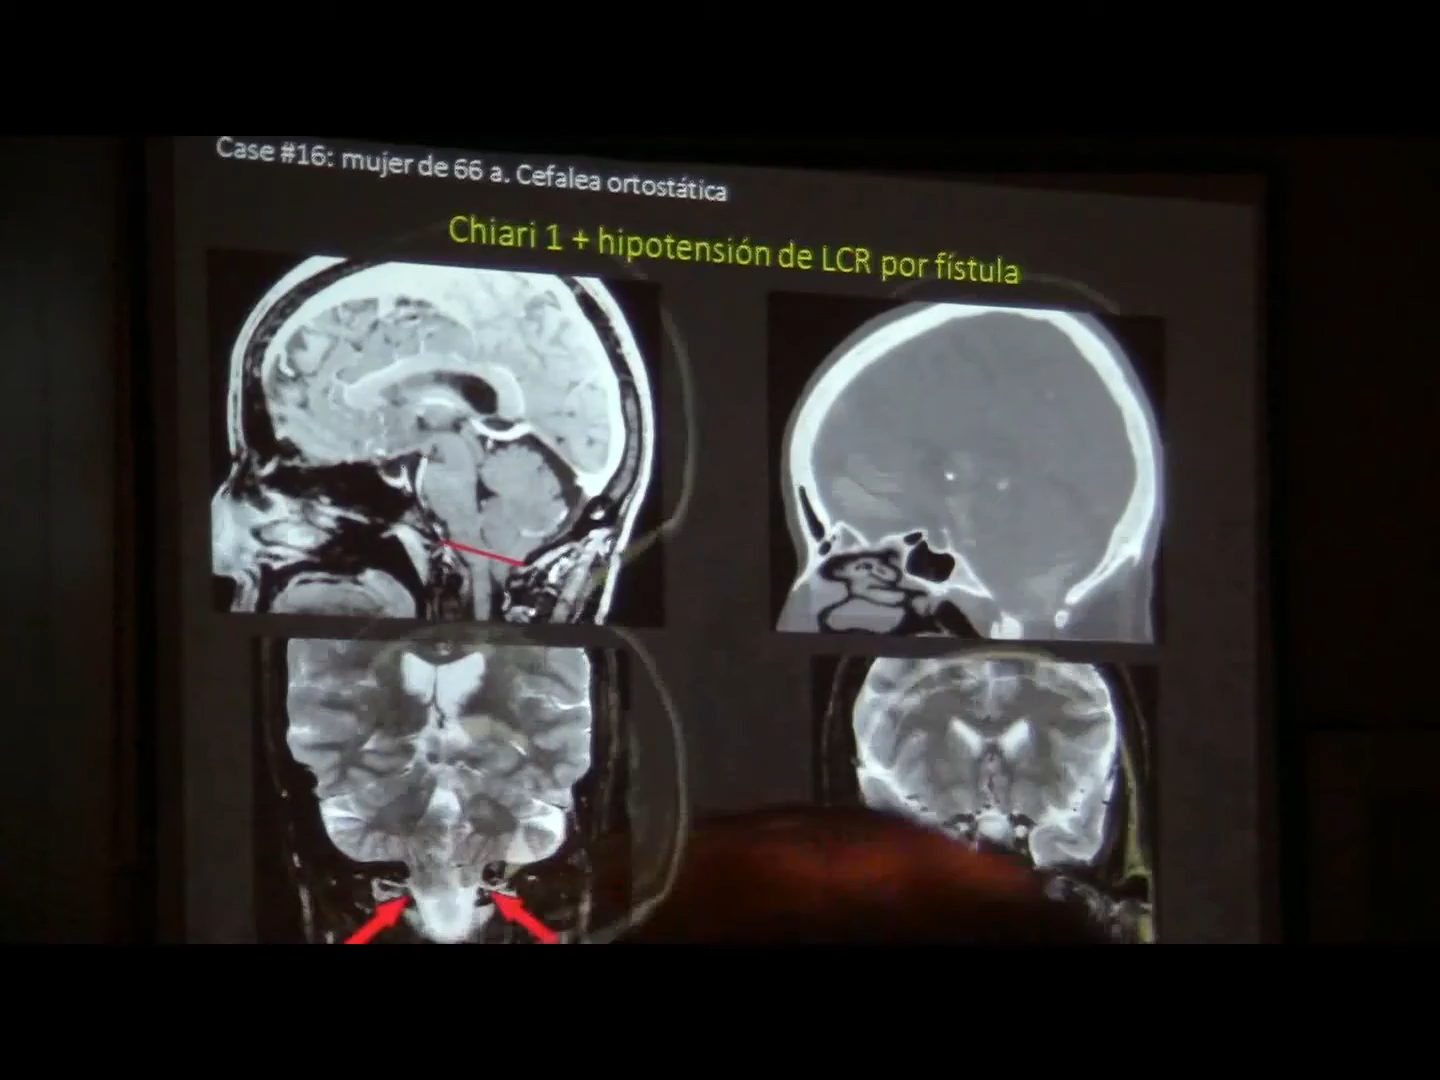 Case #16: mujer de 66 a. Cefalea ortostática
Chiari 1 + hipotensión de LCR por fístula